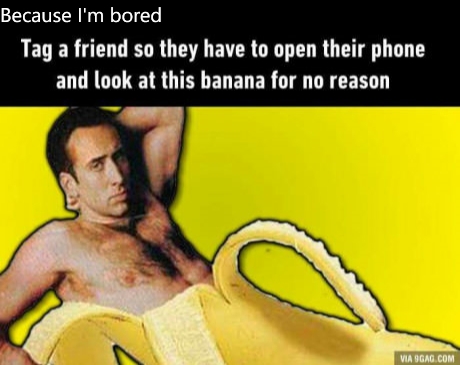 Because I'm bored
Tag a friend so they have to open their phone
and look at this banana for no reason
VIA 9GAG.COM